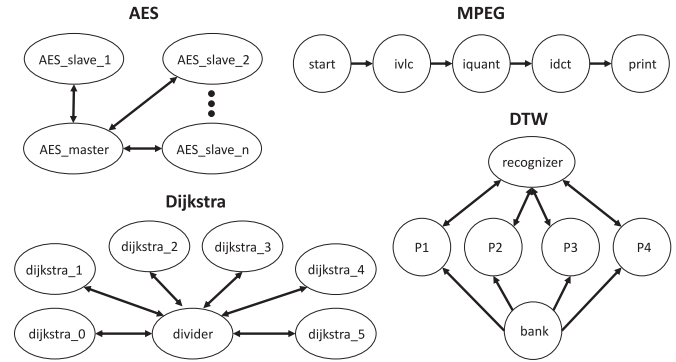 AES
AES_slave_1
AES_slave_2
AES_master
AES_slave_n
MPEG
start
ivlc
iquant
idct
print
DTW
recognizer
P1
P2
P3
P4
bank
Dijkstra
dijkstra_2
dijkstra_3
dijkstra_1
dijkstra_4
dijkstra_0
divider
dijkstra_5